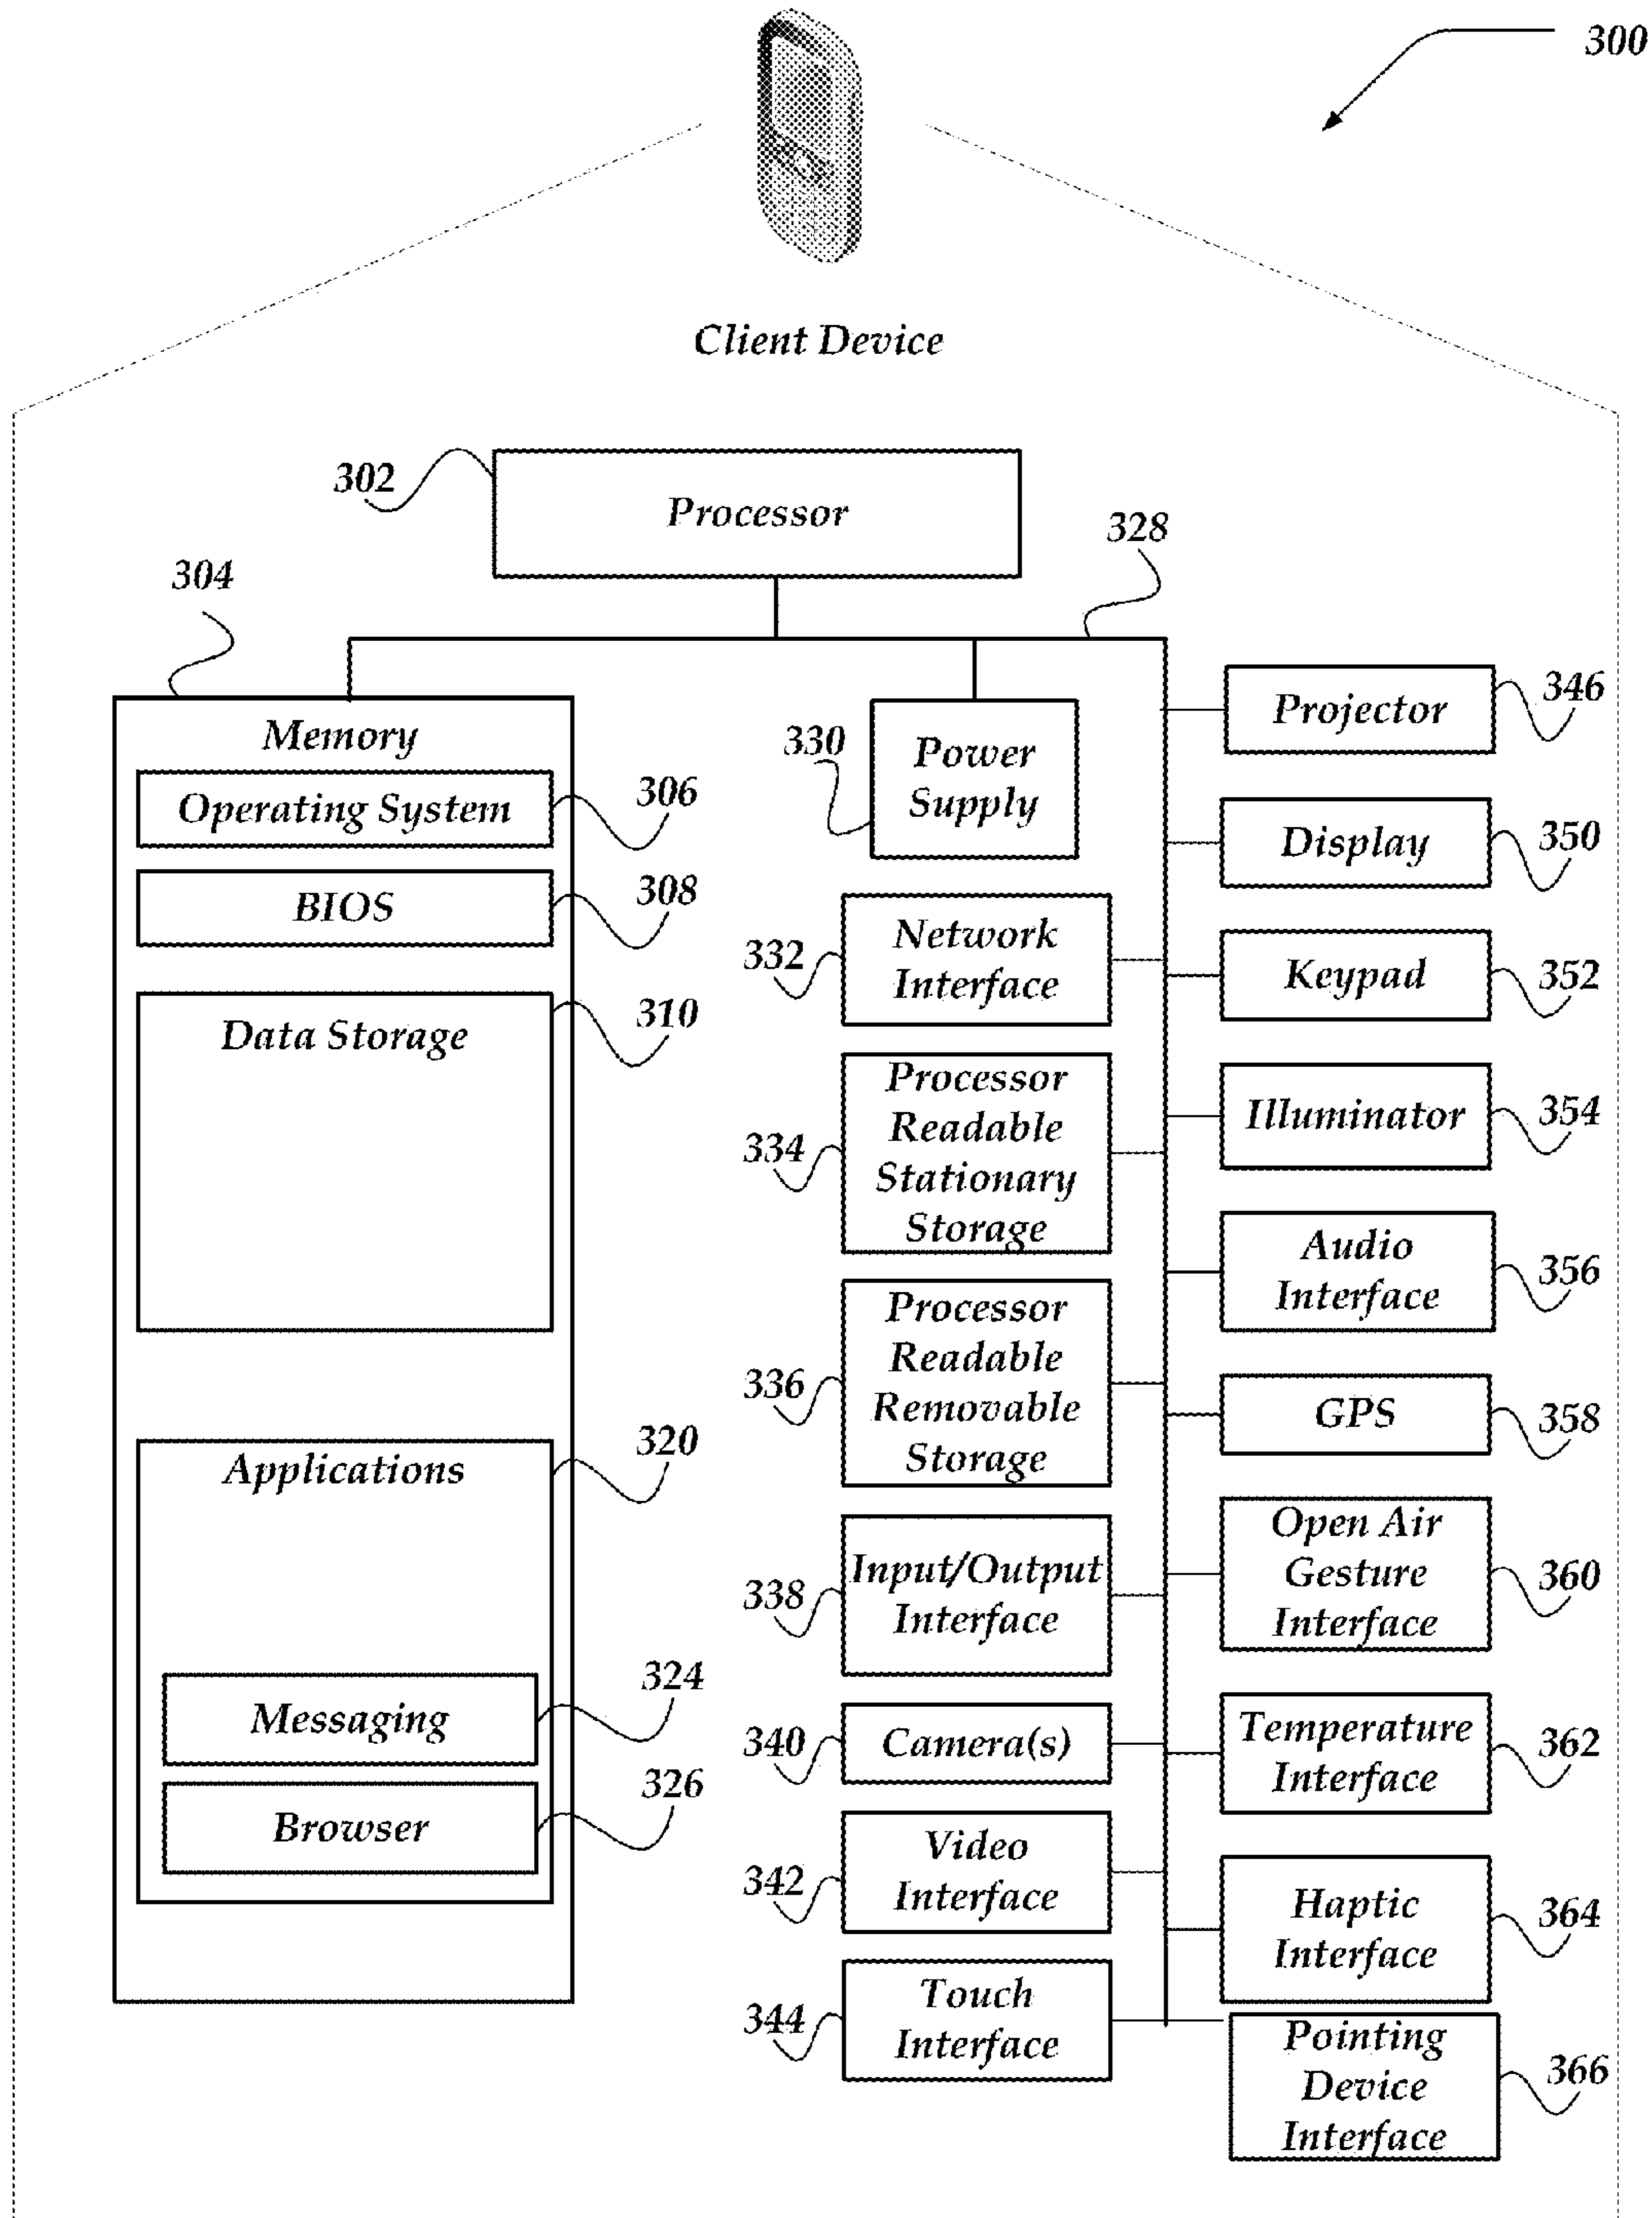 300
Client Device
302
Processor
328
304
Memory
Operating System
306
BIOS
308
Data Storage
310
Applications
320
Messaging
324
Browser
326
330
Power
Supply
332
Network
Interface
334
Processor
Readable
Stationary
Storage
336
Processor
Readable
Removable
Storage
338
Input/Output
Interface
340
Camera(s)
342
Video
Interface
344
Touch
Interface
Projector
346
Display
350
Keypad
352
Illuminator
354
Audio
Interface
356
GPS
358
Open Air
Gesture
Interface
360
Temperature
Interface
362
Haptic
Interface
364
Pointing
Device
Interface
366